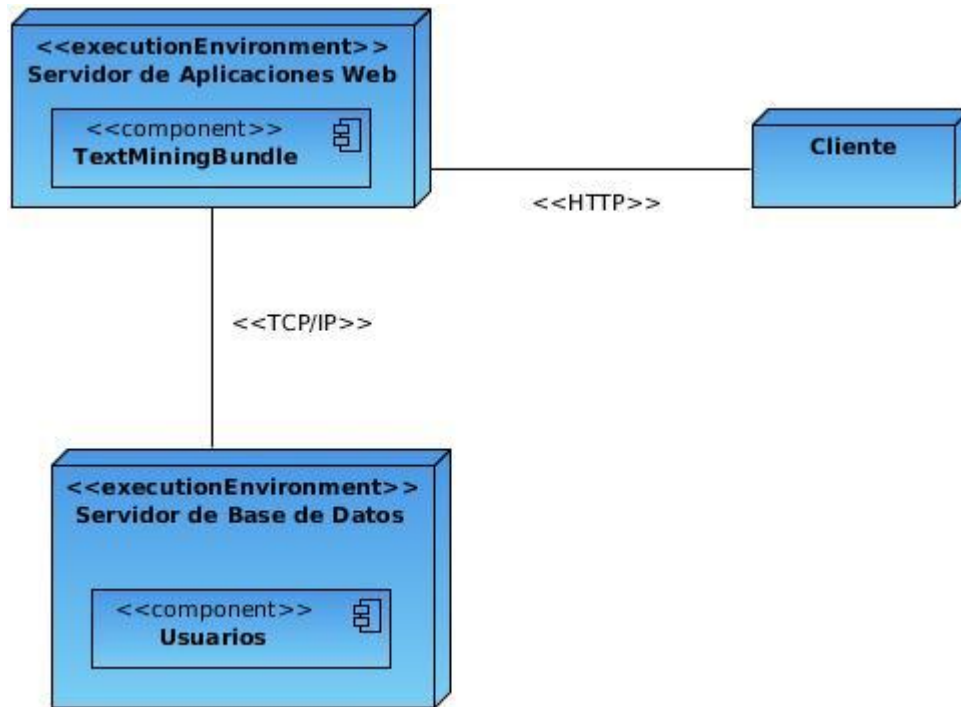 <<executionEnvironment>>
Servidor de Aplicaciones Web
<<component>>
TextMiningBundle
Cliente
<<HTTP>>
<<TCP/IP>>
<<executionEnvironment>>
Servidor de Base de Datos
<<component>>
Usuarios